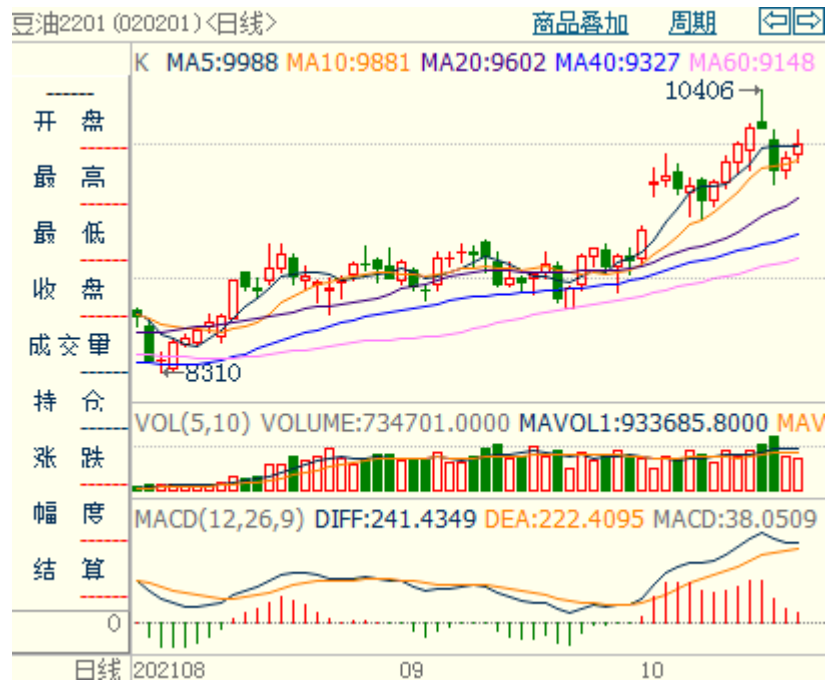 豆油2201 (020201)<日线> 商品叠加 周期
K MA5:9988 MA10:9881 MA20:9602 MA40:9327 MA60:9148
------
10406
开 盘
最 高
最 低
收 盘
成交量
8310
持 仓
VOL(5,10) VOLUME:734701.0000 MAVOL1:933685.8000 MAV
涨 跌
幅 度
MACD(12,26,9) DIFF:241.4349 DEA:222.4095 MACD:38.0509
结 算
0
日线 202108 09 10